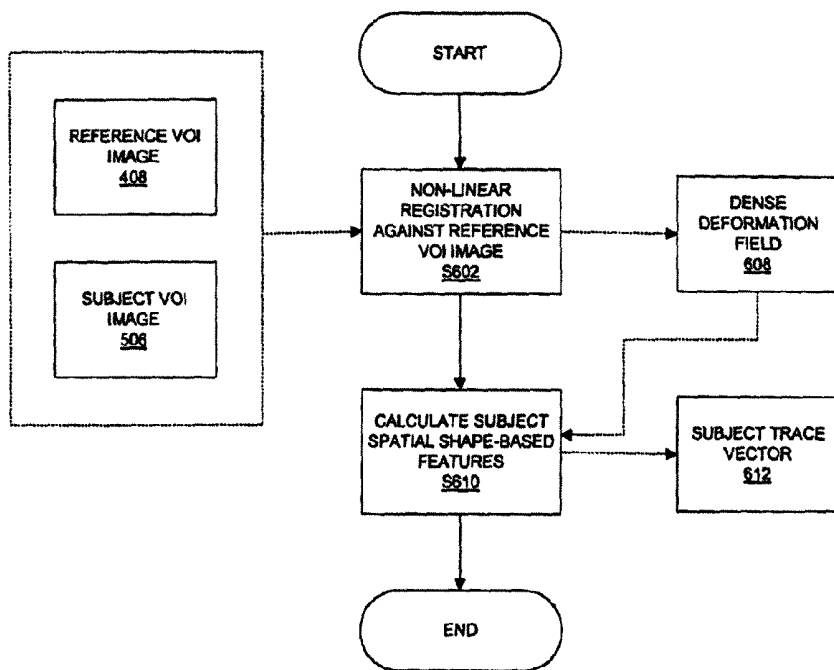 START
REFERENCE VOI
IMAGE
408
SUBJECT VOI
IMAGE
506
NON-LINEAR
REGISTRATION
AGAINST REFERENCE
VOI IMAGE
S602
DENSE
DEFORMATION
FIELD
608
CALCULATE SUBJECT
SPATIAL SHAPE-BASED
FEATURES
S610
SUBJECT TRACE
VECTOR
612
END